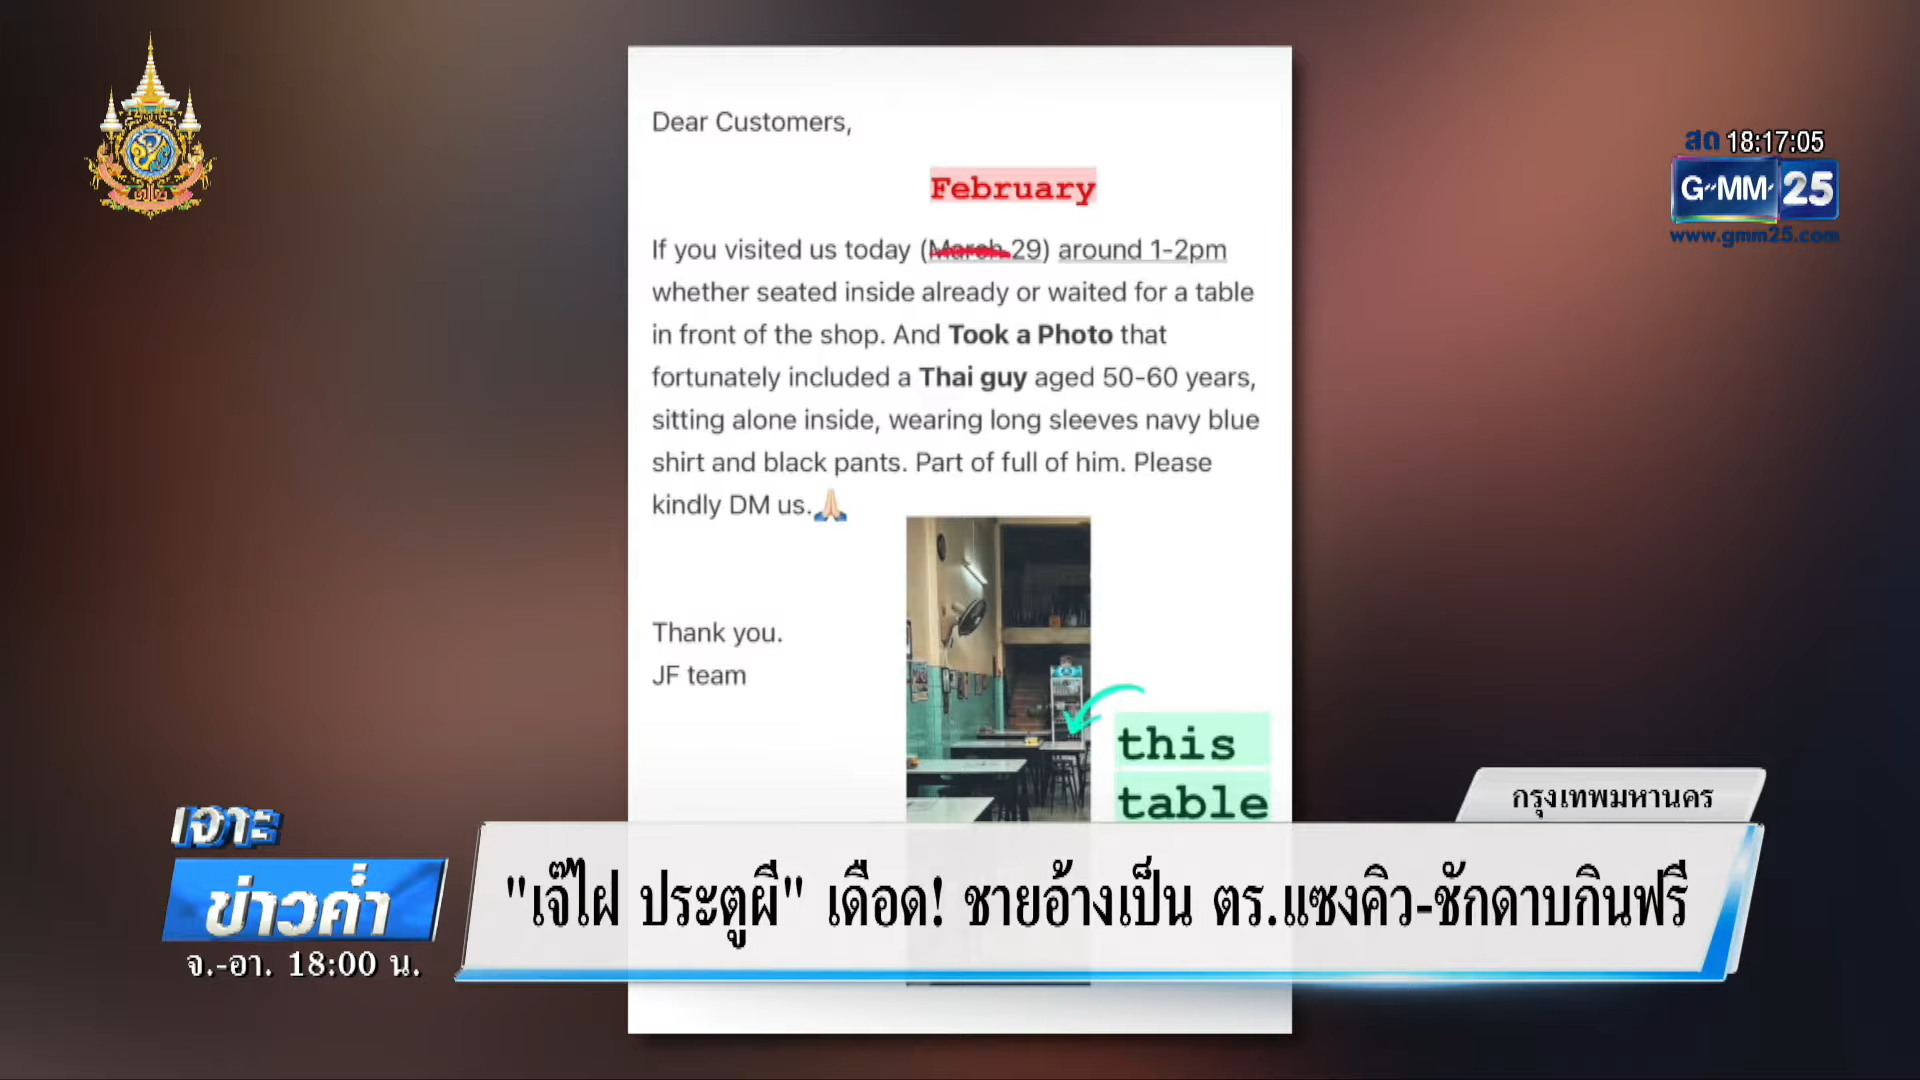 สด 18:17:05
GMM 25
www.gmm25.com
Dear Customers,
February
If you visited us today (March 29) around 1-2pm
whether seated inside already or waited for a table
in front of the shop. And Took a Photo that
fortunately included a Thai guy aged 50-60 years,
sitting alone inside, wearing long sleeves navy blue
shirt and black pants. Part of full of him. Please
kindly DM us.🙏🏻
Thank you.
JF team
this
table
กรุงเทพมหานคร
เจาะ
ข่าวค่ำ
จ.-อา. 18:00 น.
"เจ๊ไฝ ประตูผี" เดือด! ชายอ้างเป็น ตร.แซงคิว-ชักดาบกินฟรี